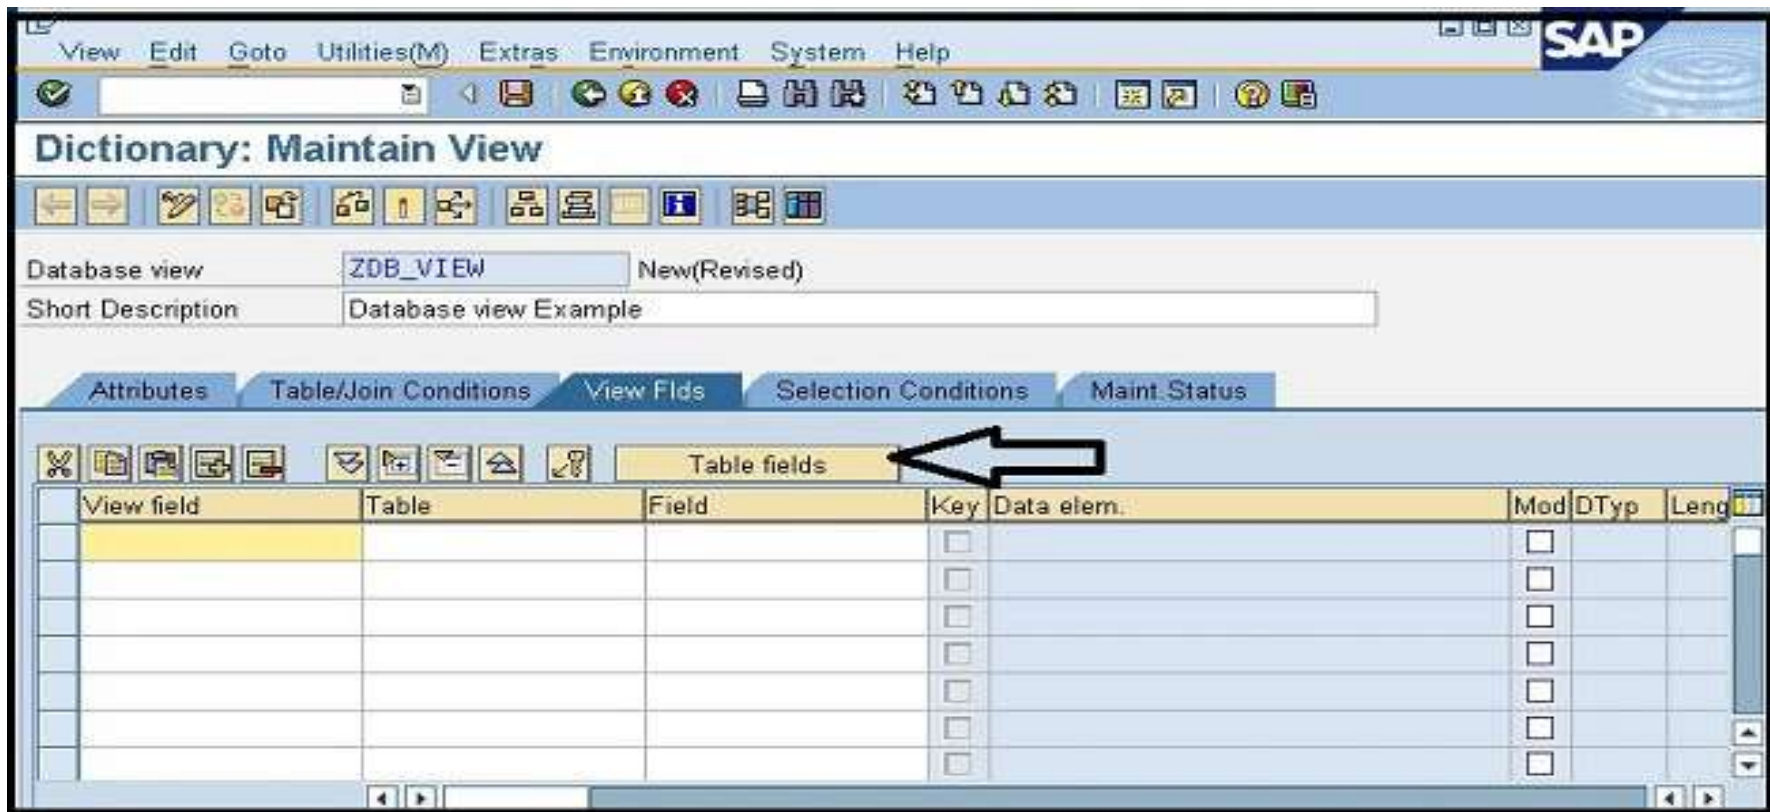 View Edit Goto Utilities(M) Extras Environment System Help
SAP
Dictionary: Maintain View
Database view ZDB_VIEW New(Revised)
Short Description Database view Example
Attributes Table/Join Conditions View Flds Selection Conditions Maint.Status
Table fields
View field Table Field Key Data elem. Mod DTyp Leng